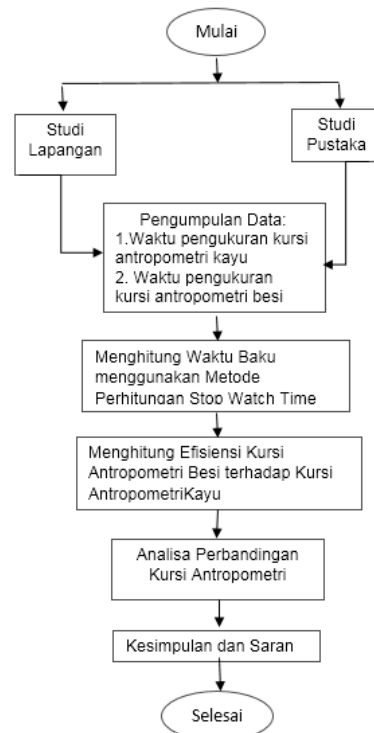 Mulai
Studi
Lapangan
Studi
Pustaka
Pengumpulan Data:
1.Waktu pengukuran kursi
antropometri kayu
2. Waktu pengukuran
kursi antropometri besi
Menghitung Waktu Baku
menggunakan Metode
Perhitungan Stop Watch Time
Menghitung Efisiensi Kursi
Antropometri Besi terhadap Kursi
AntropometriKayu
Analisa Perbandingan
Kursi Antropometri
Kesimpulan dan Saran
Selesai